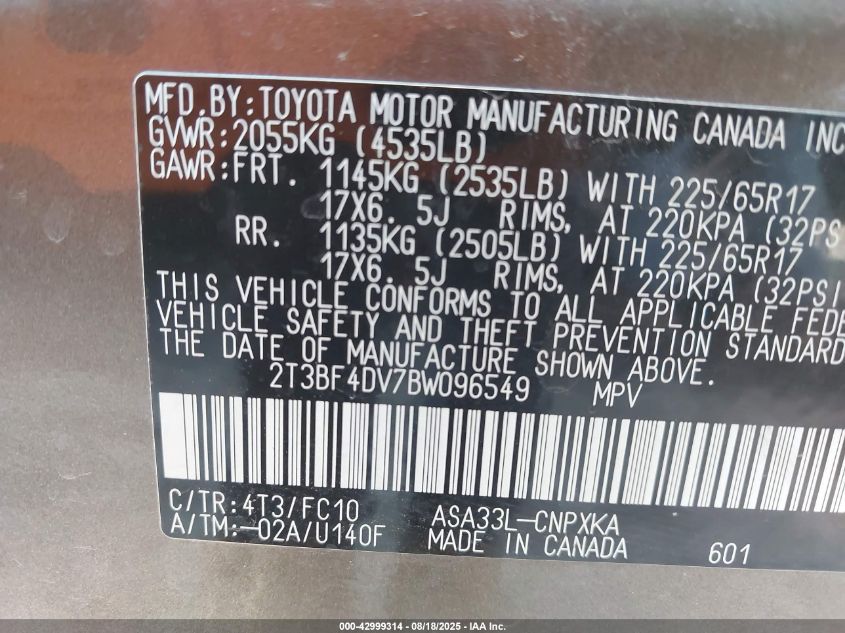 MFD.BY:TOYOTA MOTOR MANUFACTURING CANADA INC
GVWR:2055KG (4535LB)
GAWR:FRT. 1145KG (2535LB) WITH 225/65R17
17X6. 5J RIMS, AT 220KPA (32PS
RR. 1135KG (2505LB) WITH 225/65R17
17X6. 5J RIMS, AT 220KPA (32PSI
THIS VEHICLE CONFORMS TO ALL APPLICABLE FEDE
VEHICLE SAFETY AND THEFT PREVENTION STANDAR
THE DATE OF MANUFACTURE SHOWN ABOVE.
2T3BF4DV7BW096549 MPV
C/TR:4T3/FC10 ASA33L-CNPXKA
A/TM:-02A/U140F MADE IN CANADA 601
000-42999314 - 08/18/2025 - IAA Inc.